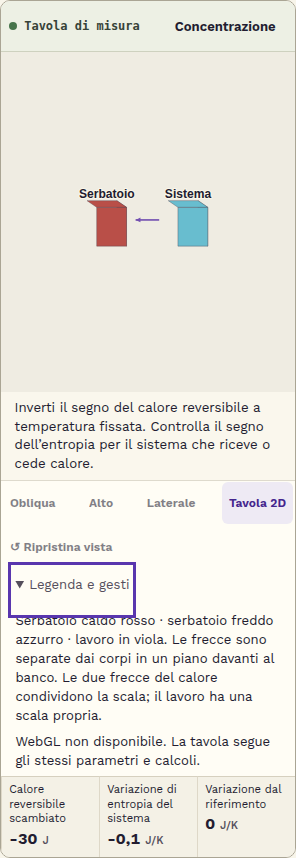 Tavola di misura
Concentrazione
Serbatoio
Sistema
Inverti il segno del calore reversibile a
temperatura fissata. Controlla il segno
dell’entropia per il sistema che riceve o
cede calore.
Obliqua
Alto
Laterale
Tavola 2D
↺ Ripristina vista
▼ Legenda e gesti
Serbatoio caldo rosso · serbatoio freddo
azzurro · lavoro in viola. Le frecce sono
separate dai corpi in un piano davanti al
banco. Le due frecce del calore
condividono la scala; il lavoro ha una
scala propria.
WebGL non disponibile. La tavola segue
gli stessi parametri e calcoli.
Calore
reversibile
scambiato
-30 J
Variazione di
entropia del
sistema
-0,1 J/K
Variazione dal
riferimento
0 J/K